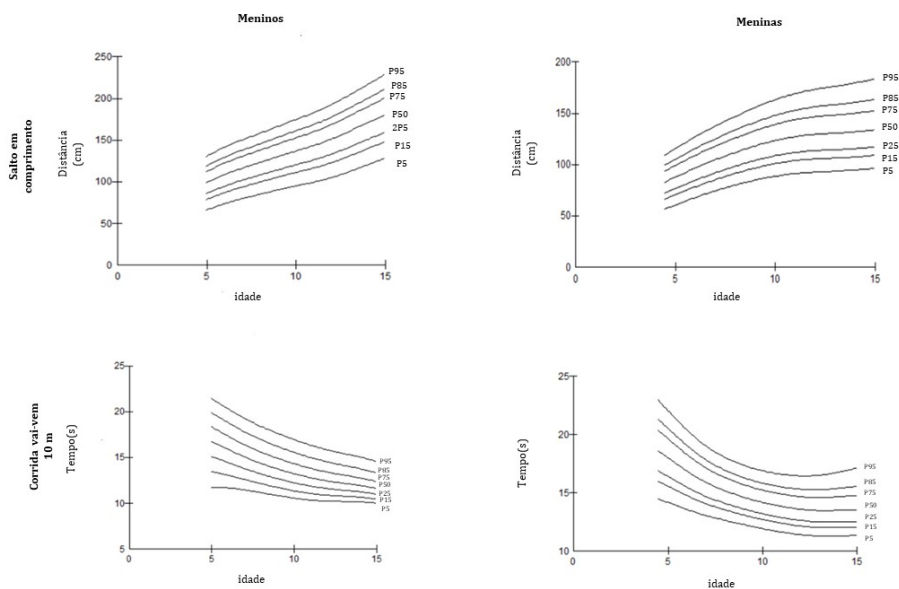 Meninos
Meninas
Salto em
comprimento
Distância
(cm)
250
200
150
100
50
0
0
5
10
15
idade
P95
P85
P75
P50
2P5
P15
P5
Distância
(cm)
200
150
100
50
0
0
5
10
15
idade
P95
P85
P75
P50
P25
P15
P5
Corrida vai-vem
10 m
Tempo(s)
25
20
15
10
5
0
5
10
15
idade
P95
P85
P75
P50
P25
P15
P5
Tempo(s)
25
20
15
10
0
5
10
15
idade
P95
P85
P75
P50
P25
P15
P5